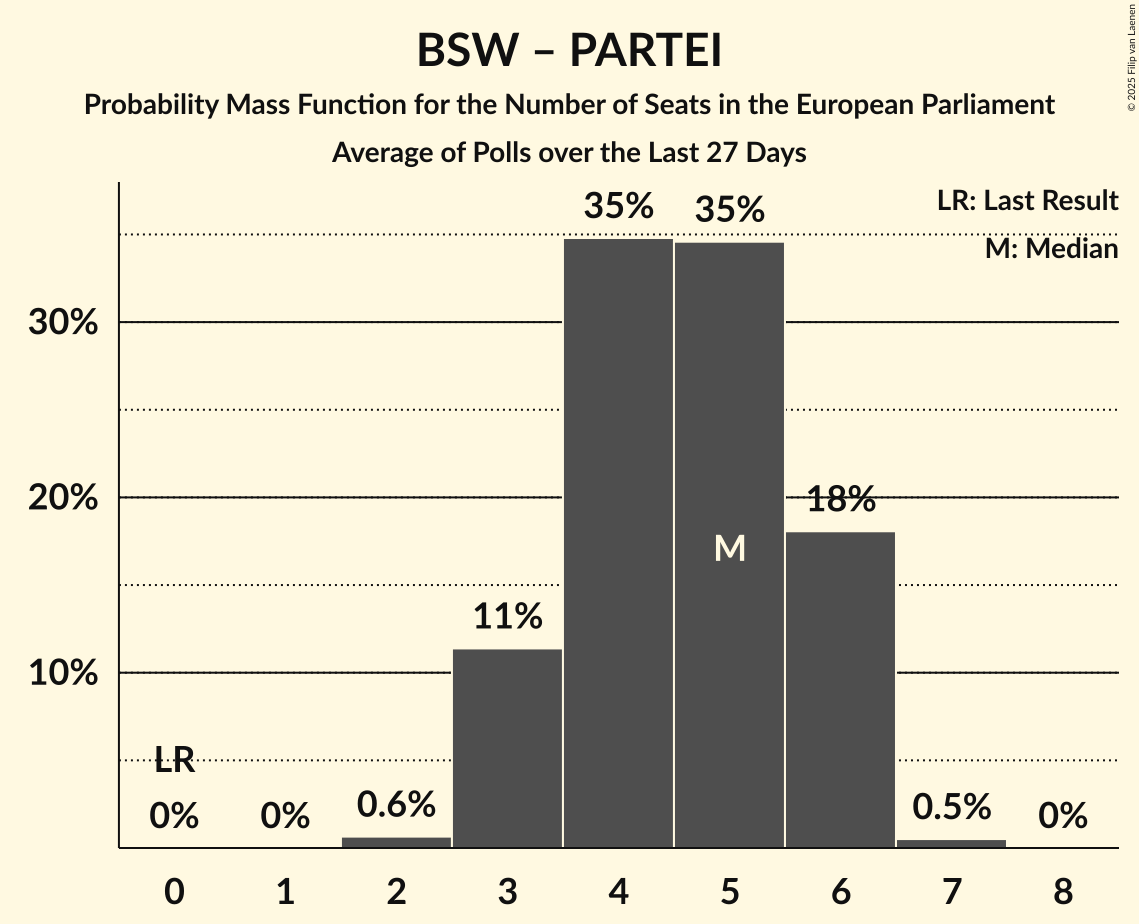 BSW – PARTEI
Probability Mass Function for the Number of Seats in the European Parliament
Average of Polls over the Last 27 Days
© 2025 Filip van Laenen
LR: Last Result
M: Median
35%
35%
30%
20%
18%
M
11%
10%
LR
0%
0%
0.6%
0.5%
0%
0 1 2 3 4 5 6 7 8